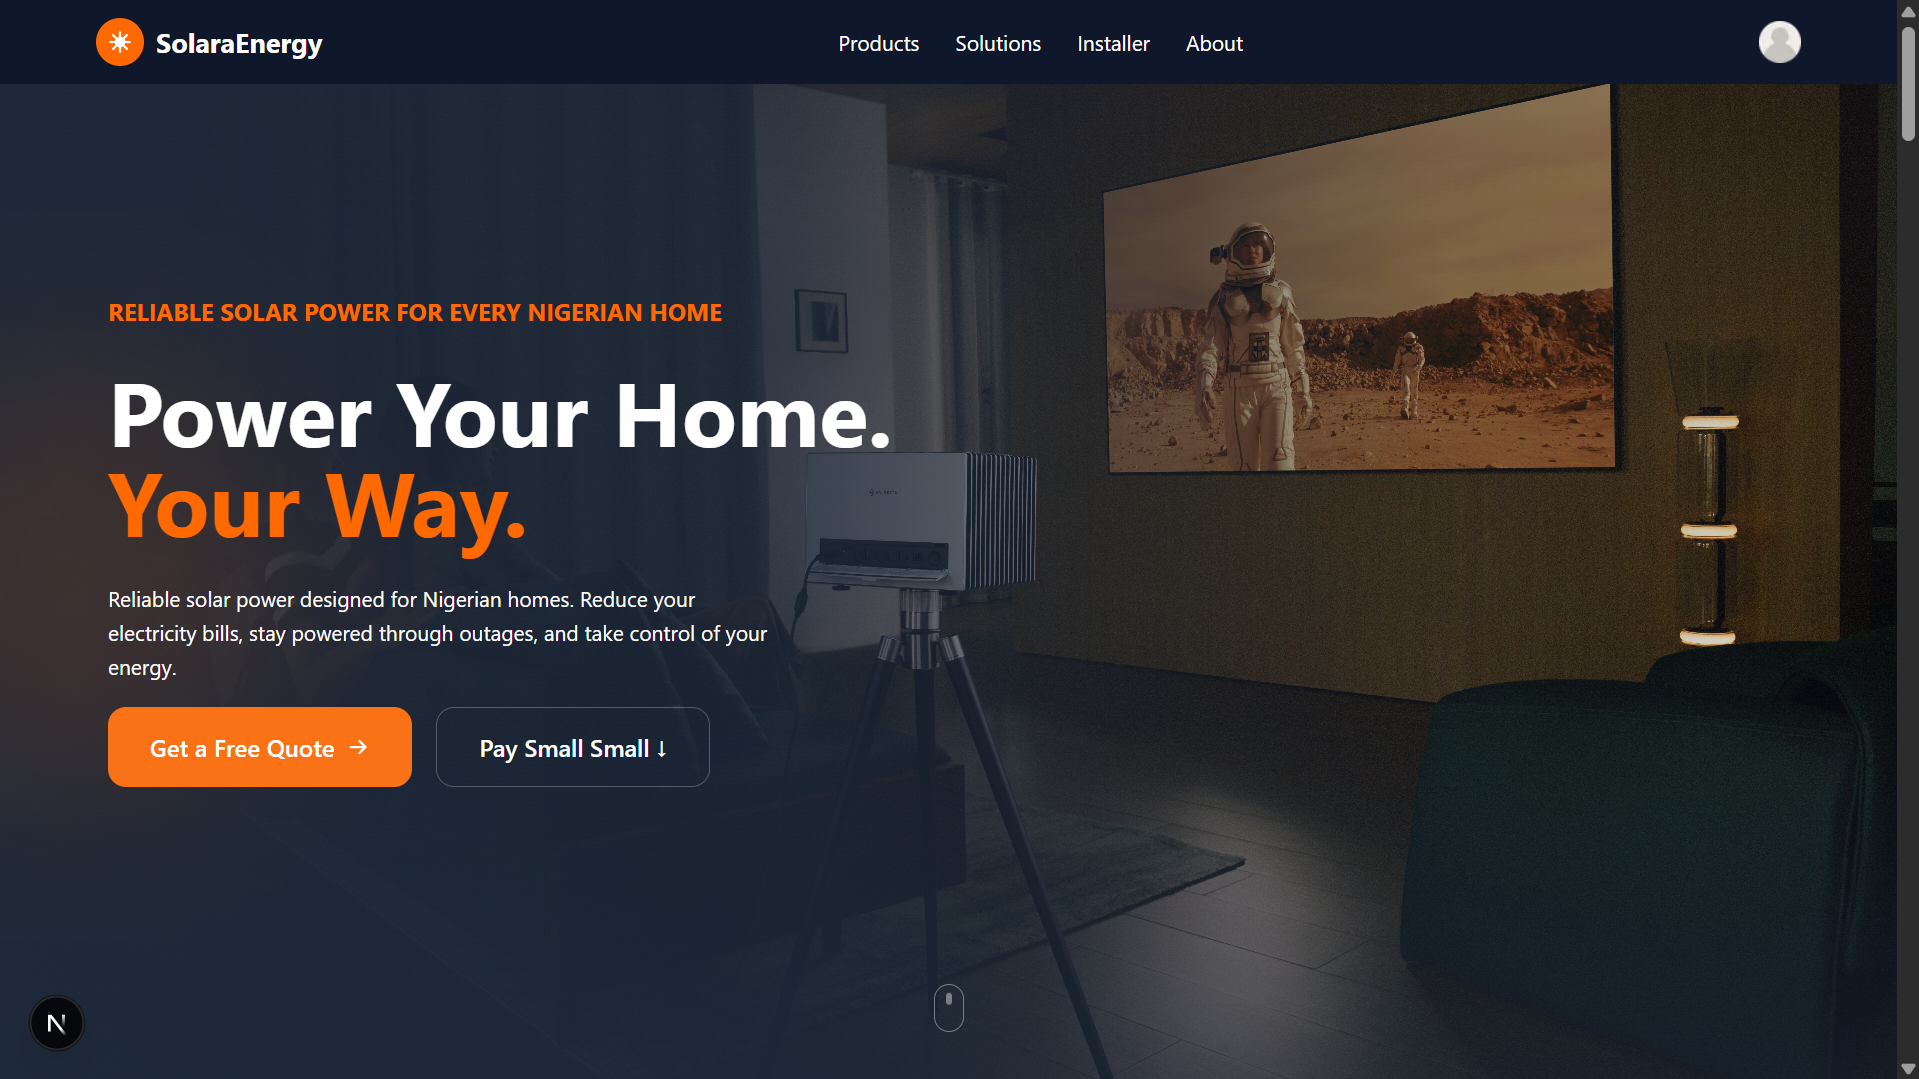 SolaraEnergy
Products Solutions Installer About
RELIABLE SOLAR POWER FOR EVERY NIGERIAN HOME
Power Your Home.
Your Way.
Reliable solar power designed for Nigerian homes. Reduce your
electricity bills, stay powered through outages, and take control of your
energy.
Get a Free Quote →
Pay Small Small ↓
N